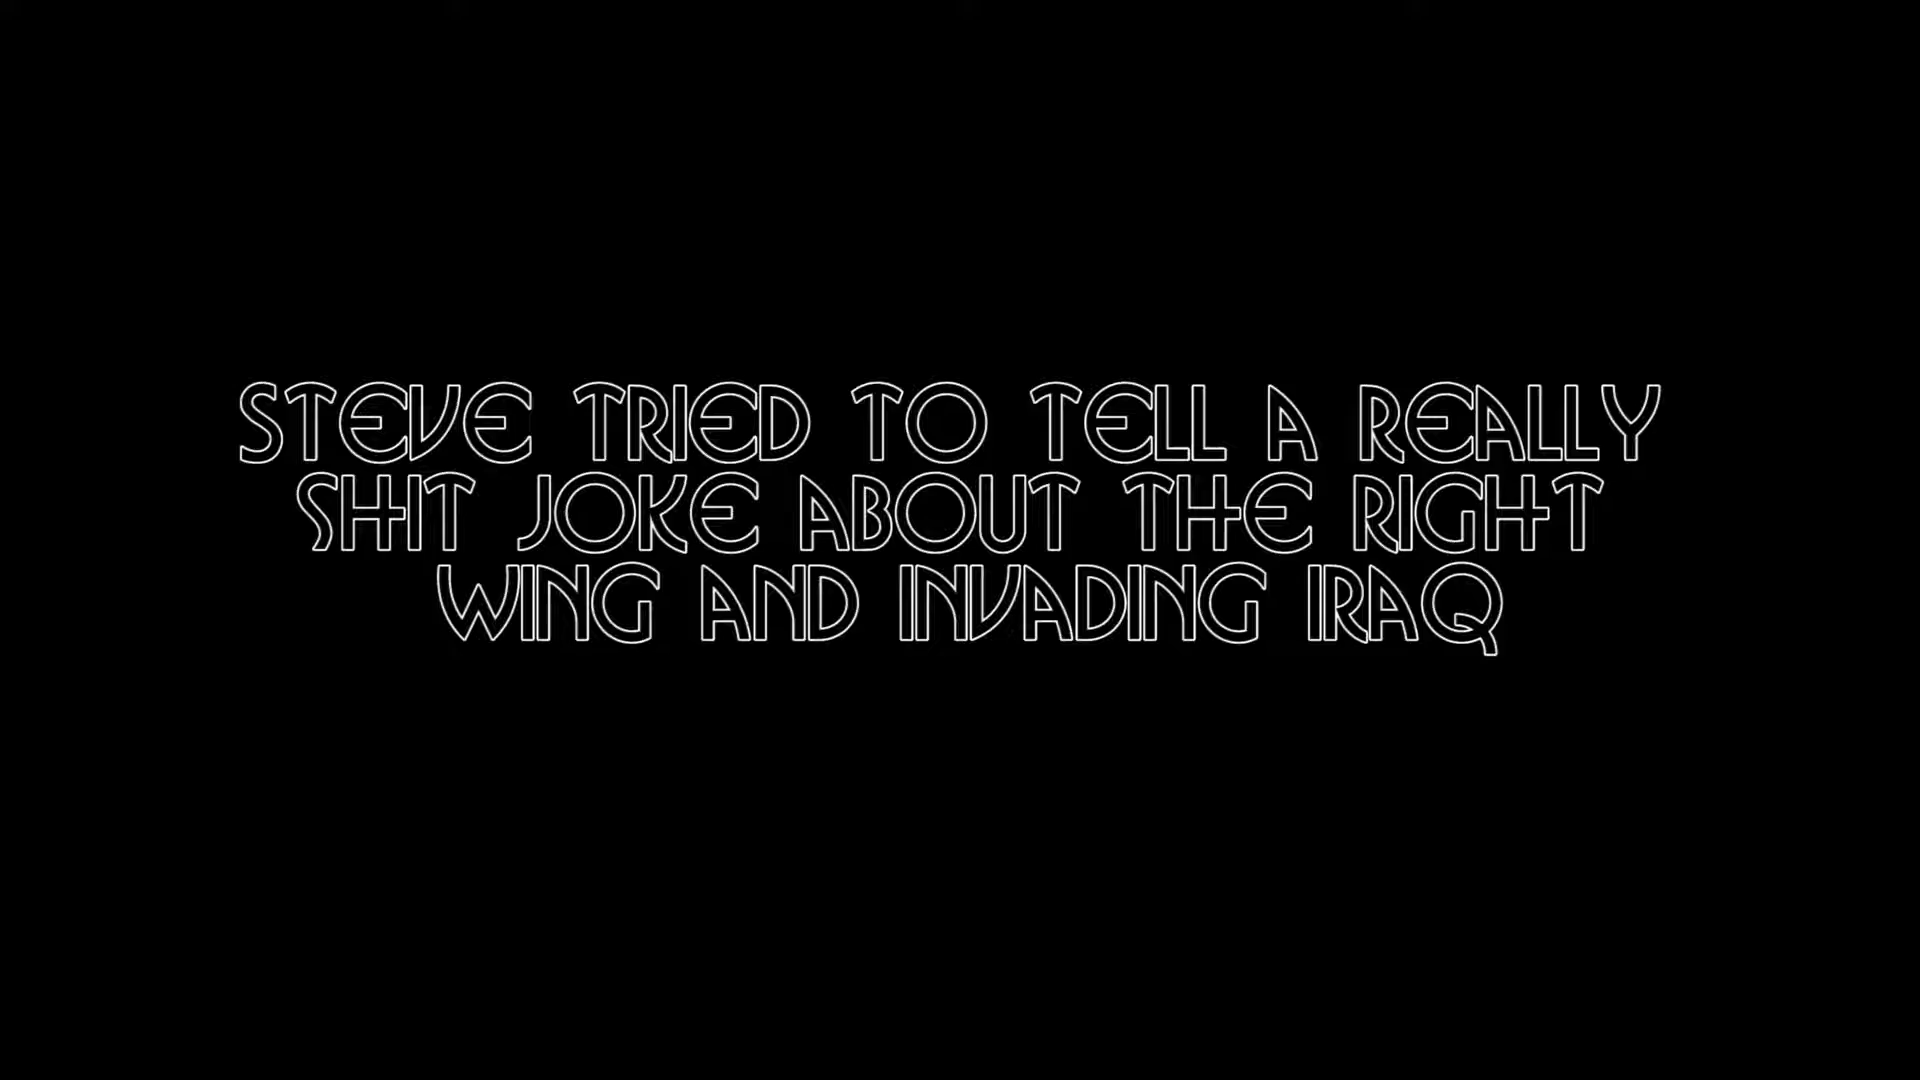 STEVE TRIED TO TELL A REALLY
SHIT JOKE ABOUT THE RIGHT
WING AND INVADING IRAQ